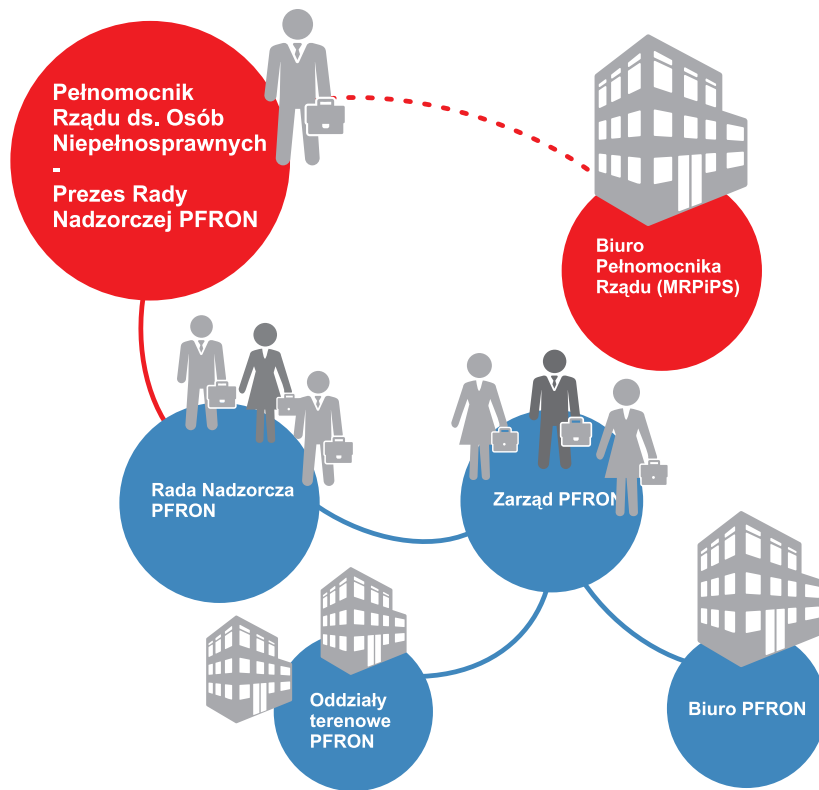 Pełnomocnik
Rządu ds. Osób
Niepełnosprawnych
-
Prezes Rady
Nadzorczej PFRON
Biuro
Pełnomocnika
Rządu (MRPiPS)
Rada Nadzorcza
PFRON
Zarząd PFRON
Oddziały
terenowe
PFRON
Biuro PFRON